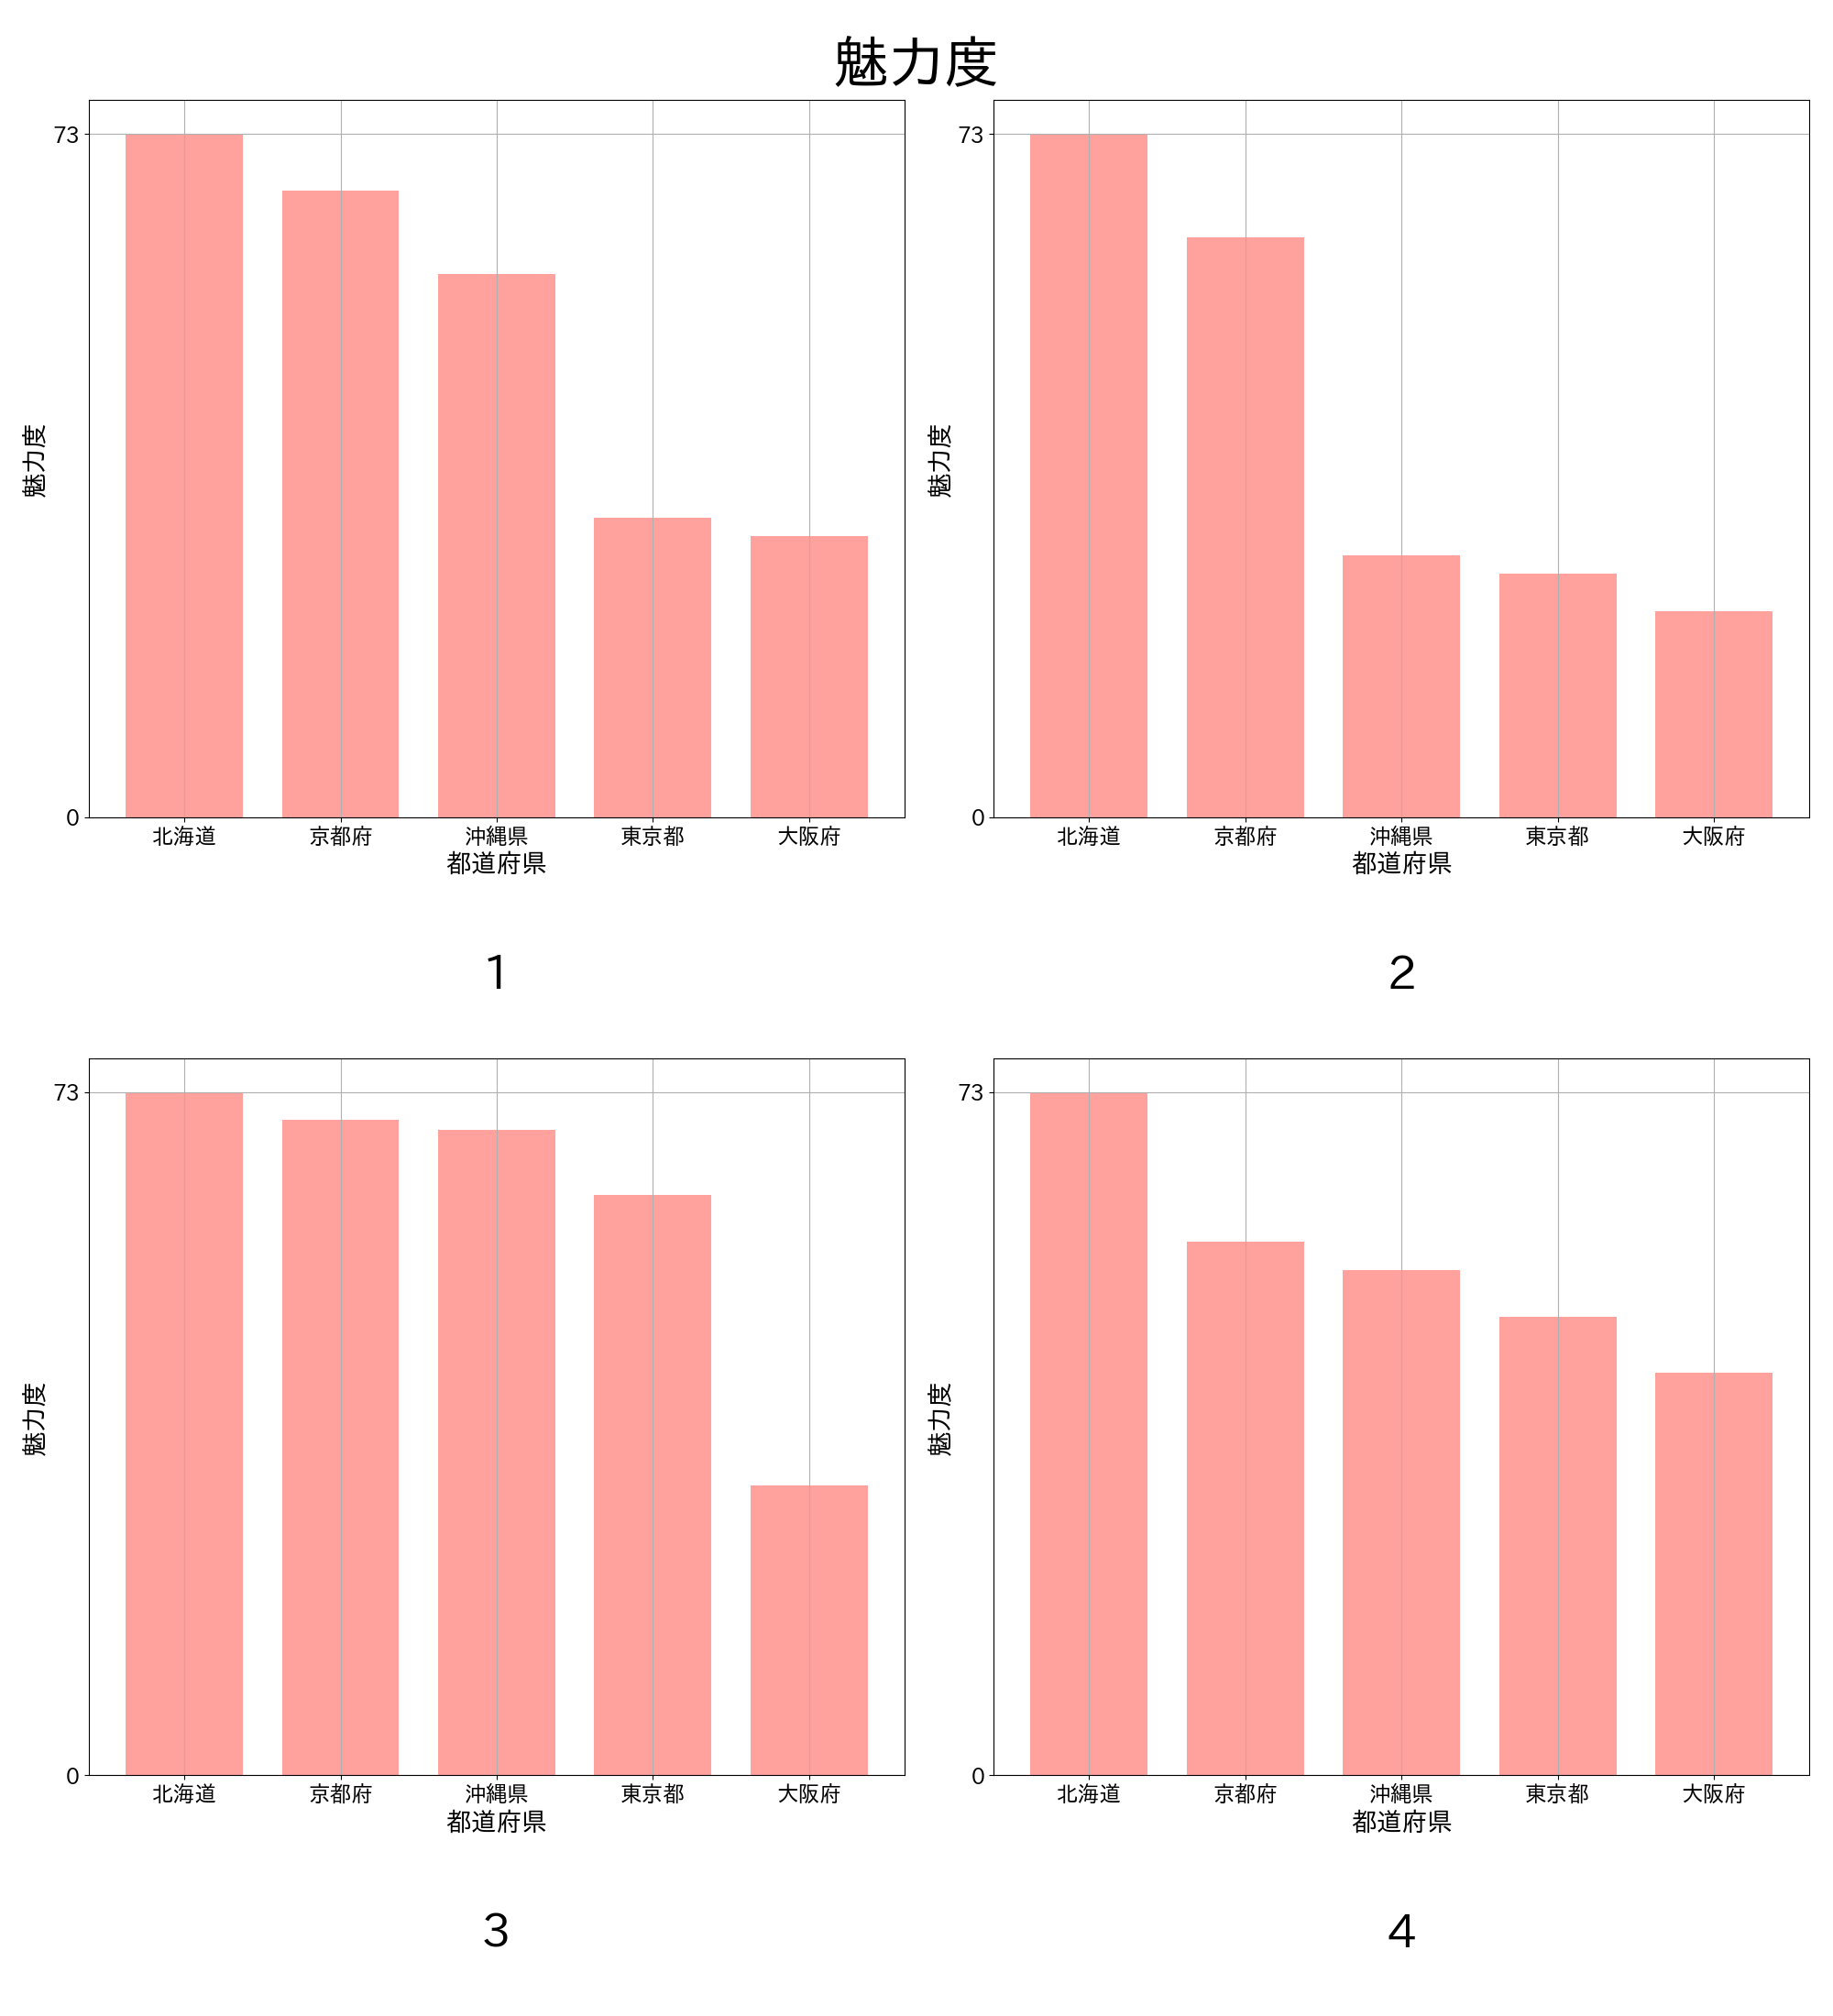 魅力度
73
0
魅力度
北海道 京都府 沖縄県 東京都 大阪府
都道府県
1
73
0
魅力度
北海道 京都府 沖縄県 東京都 大阪府
都道府県
2
73
0
魅力度
北海道 京都府 沖縄県 東京都 大阪府
都道府県
3
73
0
魅力度
北海道 京都府 沖縄県 東京都 大阪府
都道府県
4